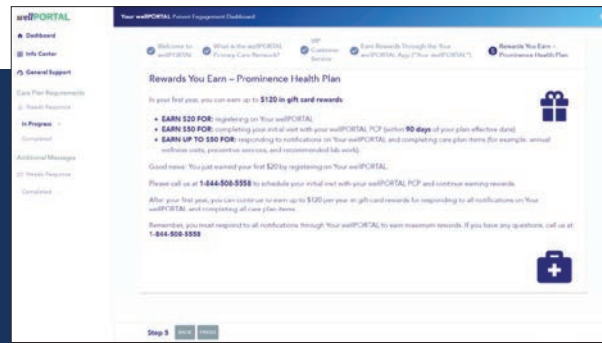 wellPORTAL
Your wellPORTAL Patient Engagement Dashboard
Dashboard
Info Center
General Support
Care Plan Requirements
Needs Response
In Progress
Completed
Additional Messages
Needs Response
Completed
Welcome to wellPORTAL
What is the wellPORTAL Primary Care Network?
VIP Customer Service
Earn Rewards Through the Your wellPORTAL App ("Your wellPORTAL")
5 Rewards You Earn – Prominence Health Plan
Rewards You Earn – Prominence Health Plan
In your first year, you can earn up to $120 in gift card rewards
• EARN $20 FOR: registering on Your wellPORTAL
• EARN $50 FOR: completing your initial visit with your wellPORTAL PCP (within 90 days of your plan effective date)
• EARN UP TO $50 FOR: responding to notifications on Your wellPORTAL and completing care plan items (for example: annual
wellness visits, preventive services, and recommended lab work).
Good news: You just earned your first $20 by registering on Your wellPORTAL.
Please call us at 1-844-508-5558 to schedule your initial visit with your wellPORTAL PCP and continue earning rewards.
After your first year, you can continue to earn up to $120 per year in gift card rewards for responding to all notifications on Your
wellPORTAL and completing all care plan items.
Remember, you must respond to all notifications through Your wellPORTAL to earn maximum rewards. If you have any questions, call us at
1-844-508-5558
Step 5
BACK
FINISH